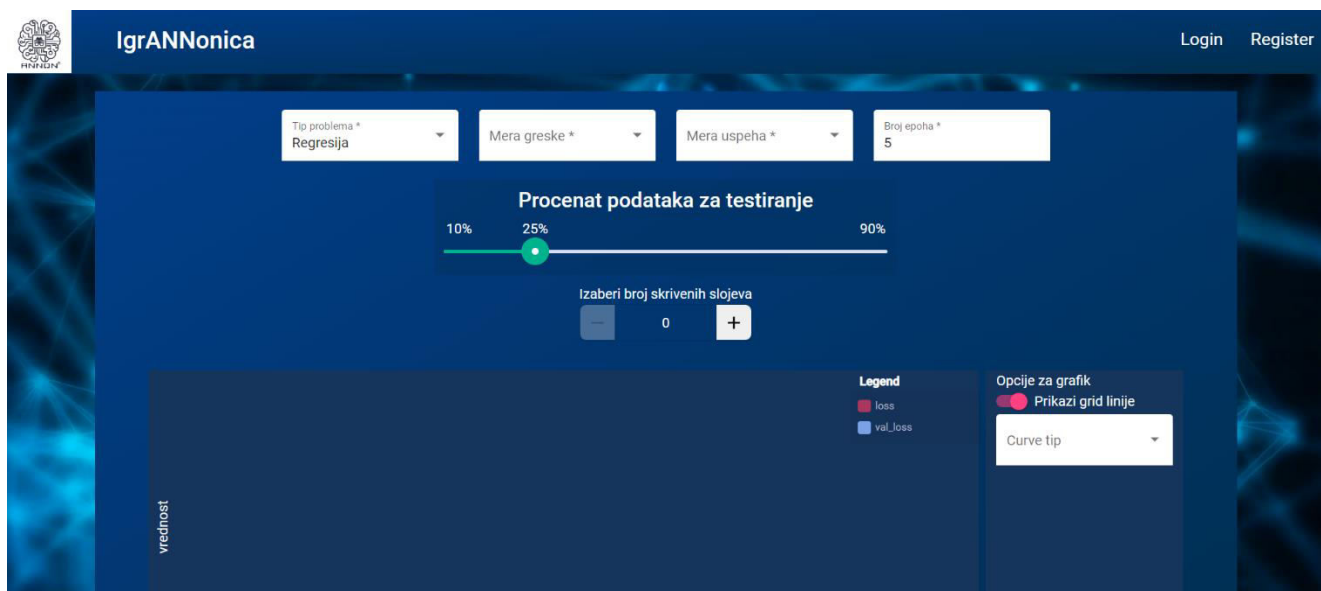 ANNON
IgrANNonica
Login
Register
Tip problema *
Regresija
Mera greske *
Mera uspeha *
Broj epoha *
5
Procenat podataka za testiranje
10%
25%
90%
Izaberi broj skrivenih slojeva
0
Legend
loss
val_loss
Opcije za grafik
Prikazi grid linije
Curve tip
vrednost